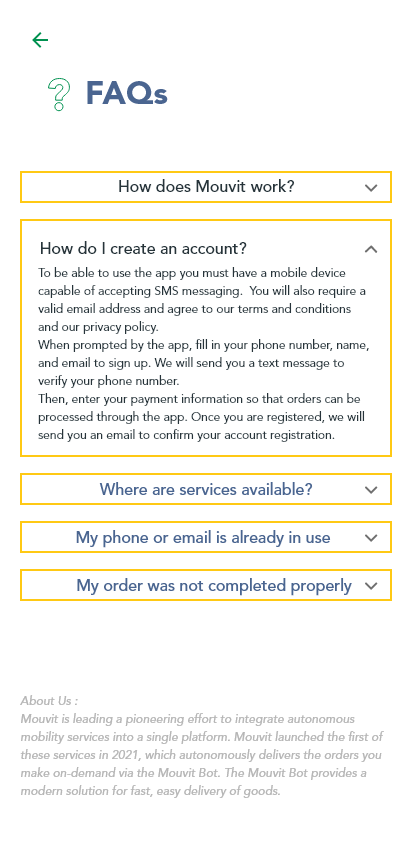 FAQs
How does Mouvit work?
How do I create an account?
To be able to use the app you must have a mobile device
capable of accepting SMS messaging.  You will also require a
valid email address and agree to our terms and conditions
and our privacy policy.
When prompted by the app, fill in your phone number, name,
and email to sign up. We will send you a text message to
verify your phone number.
Then, enter your payment information so that orders can be
processed through the app. Once you are registered, we will
send you an email to confirm your account registration.
Where are services available?
My phone or email is already in use
My order was not completed properly
About Us :
Mouvit is leading a pioneering effort to integrate autonomous
mobility services into a single platform. Mouvit launched the first of
these services in 2021, which autonomously delivers the orders you
make on-demand via the Mouvit Bot. The Mouvit Bot provides a
modern solution for fast, easy delivery of goods.